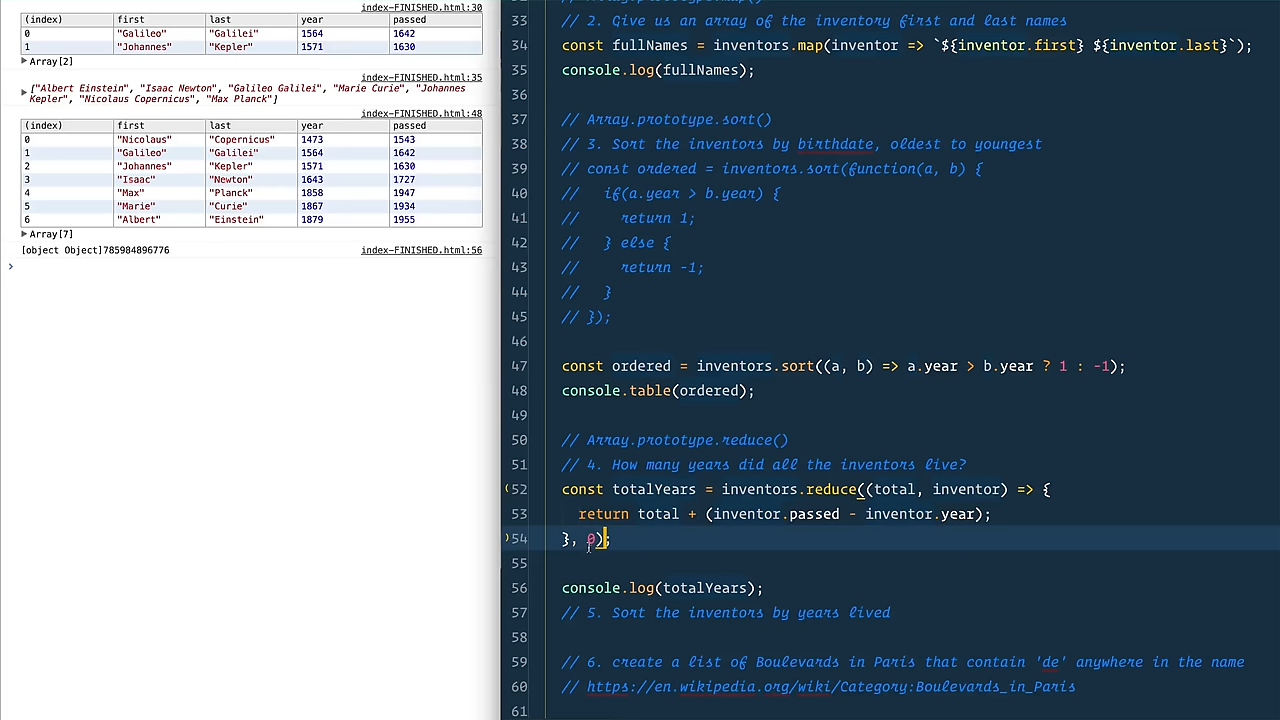 index-FINISHED.html:30
(index) first last year passed
0 "Galileo" "Galilei" 1564 1642
1 "Johannes" "Kepler" 1571 1630
▶Array[2]
index-FINISHED.html:35
▶ ["Albert Einstein", "Isaac Newton", "Galileo Galilei", "Marie Curie", "Johannes
Kepler", "Nicolaus Copernicus", "Max Planck"]
index-FINISHED.html:48
(index) first last year passed
0 "Nicolaus" "Copernicus" 1473 1543
1 "Galileo" "Galilei" 1564 1642
2 "Johannes" "Kepler" 1571 1630
3 "Isaac" "Newton" 1643 1727
4 "Max" "Planck" 1858 1947
5 "Marie" "Curie" 1867 1934
6 "Albert" "Einstein" 1879 1955
▶Array[7]
[object Object]785984896776 index-FINISHED.html:56
>
33 // 2. Give us an array of the inventory first and last names
34 const fullNames = inventors.map(inventor => `${inventor.first} ${inventor.last}`);
35 console.log(fullNames);
36
37 // Array.prototype.sort()
38 // 3. Sort the inventors by birthdate, oldest to youngest
39 // const ordered = inventors.sort(function(a, b) {
40 //   if(a.year > b.year) {
41 //     return 1;
42 //   } else {
43 //     return -1;
44 //   }
45 // });
46
47 const ordered = inventors.sort((a, b) => a.year > b.year ? 1 : -1);
48 console.table(ordered);
49
50 // Array.prototype.reduce()
51 // 4. How many years did all the inventors live?
52 const totalYears = inventors.reduce((total, inventor) => {
53   return total + (inventor.passed - inventor.year);
54 }, 0);
55
56 console.log(totalYears);
57 // 5. Sort the inventors by years lived
58
59 // 6. create a list of Boulevards in Paris that contain 'de' anywhere in the name
60 // https://en.wikipedia.org/wiki/Category:Boulevards_in_Paris
61